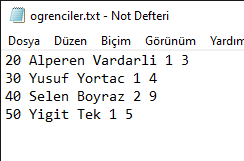 ogrenciler.txt - Not Defteri
Dosya Düzen Biçim Görünüm Yardım
20 Alperen Vardarli 1 3
30 Yusuf Yortac 1 4
40 Selen Boyraz 2 9
50 Yigit Tek 1 5